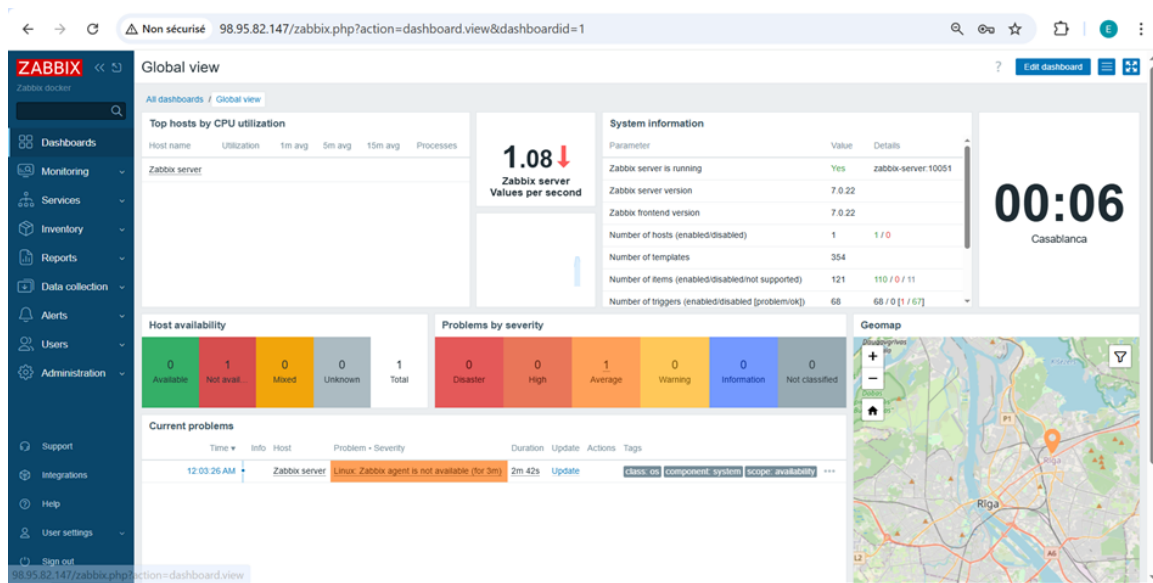 Non sécurisé 98.95.82.147/zabbix.php?action=dashboard.view&dashboardid=1
E
ZABBIX
Zabbix docker
Dashboards
Monitoring
Services
Inventory
Reports
Data collection
Alerts
Users
Administration
Support
Integrations
Help
User settings
Sign out
98.95.82.147/zabbix.php?action=dashboard.view
Global view
? Edit dashboard
All dashboards / Global view
Top hosts by CPU utilization
Host name Utilization 1m avg 5m avg 15m avg Processes
Zabbix server
1.08
Zabbix server
Values per second
System information
Parameter Value Details
Zabbix server is running Yes zabbix-server:10051
Zabbix server version 7.0.22
Zabbix frontend version 7.0.22
Number of hosts (enabled/disabled) 1 1 / 0
Number of templates 354
Number of items (enabled/disabled/not supported) 121 110 / 0 / 11
Number of triggers (enabled/disabled [problem/ok]) 68 68 / 0 [1 / 67]
00:06
Casablanca
Host availability
0 Available
1 Not avail...
0 Mixed
0 Unknown
1 Total
Problems by severity
0 Disaster
0 High
1 Average
0 Warning
0 Information
0 Not classified
Current problems
Time Info Host Problem • Severity Duration Update Actions Tags
12:03:26 AM Zabbix server Linux: Zabbix agent is not available (for 3m) 2m 42s Update class: os component: system scope: availability
Geomap
+
−
P1
Rīga
Riga
L2
A6